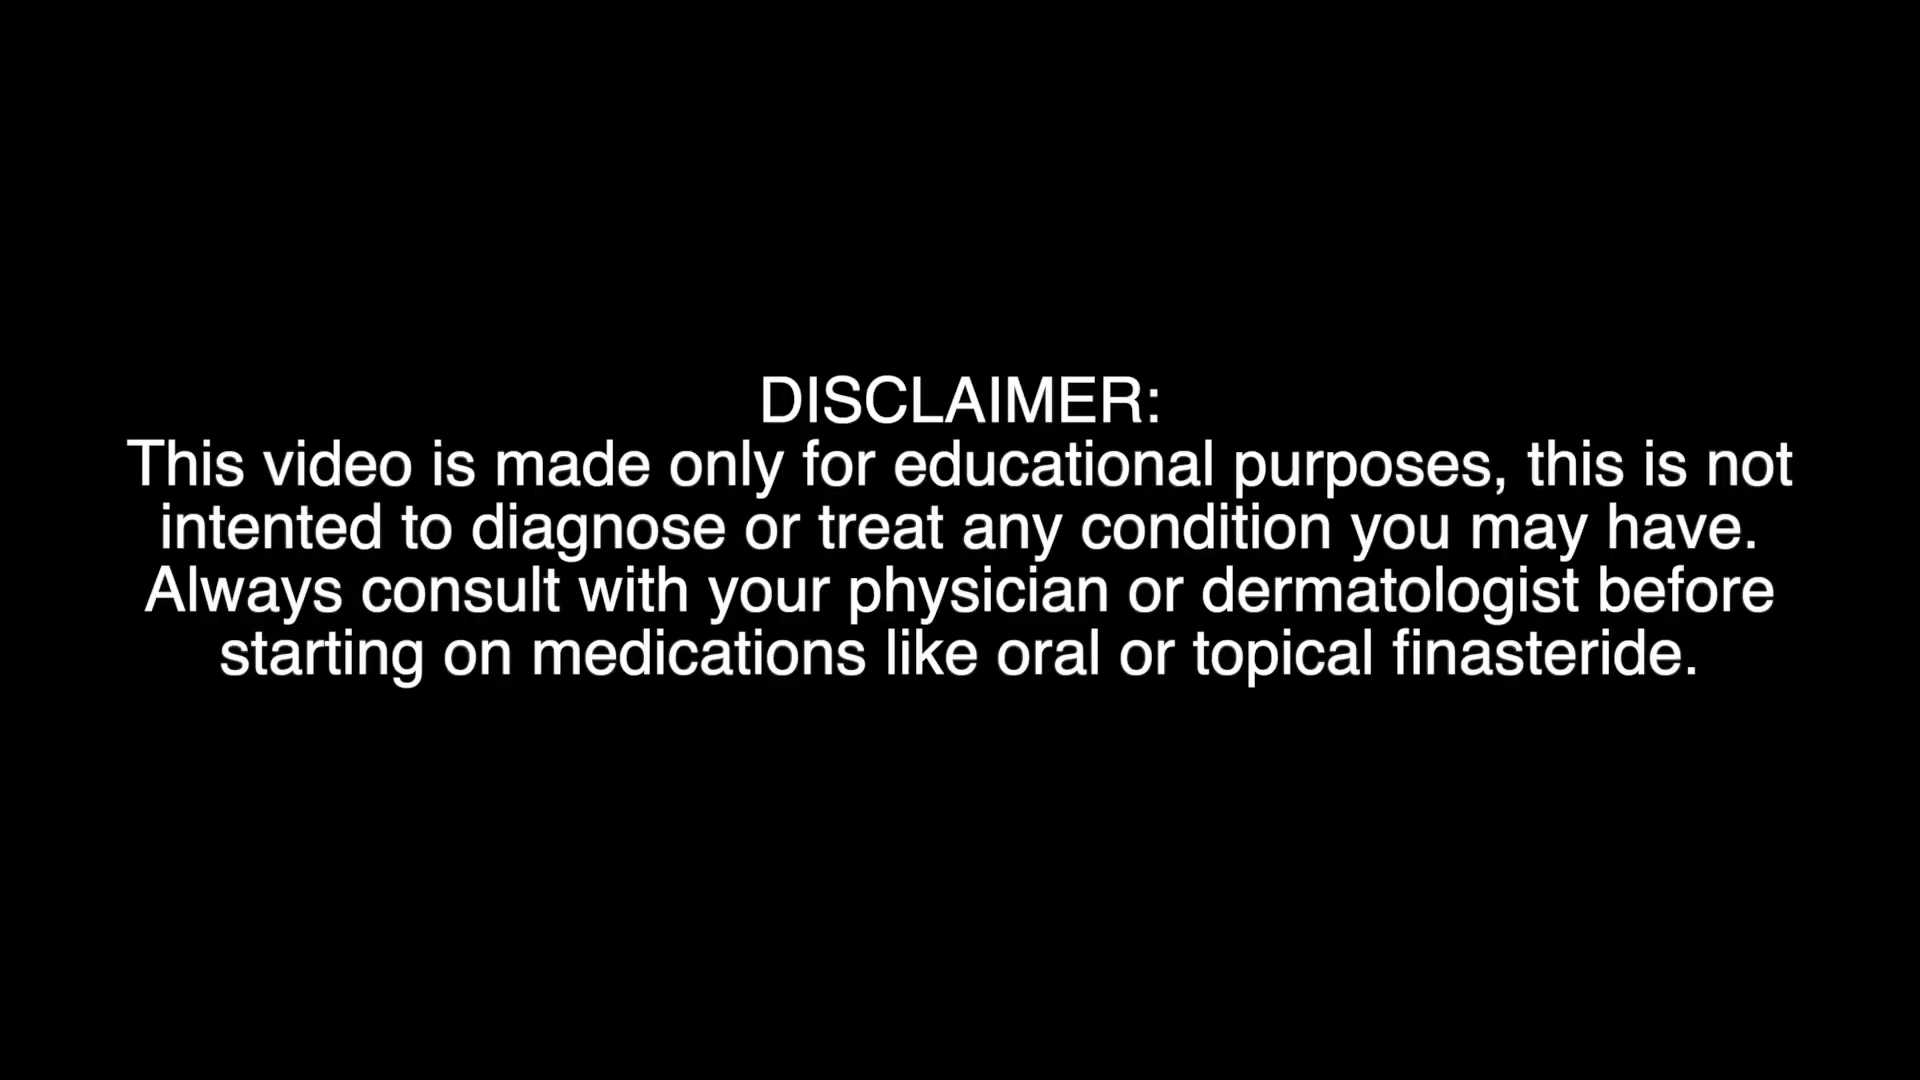 DISCLAIMER:
This video is made only for educational purposes, this is not
intented to diagnose or treat any condition you may have.
Always consult with your physician or dermatologist before
starting on medications like oral or topical finasteride.